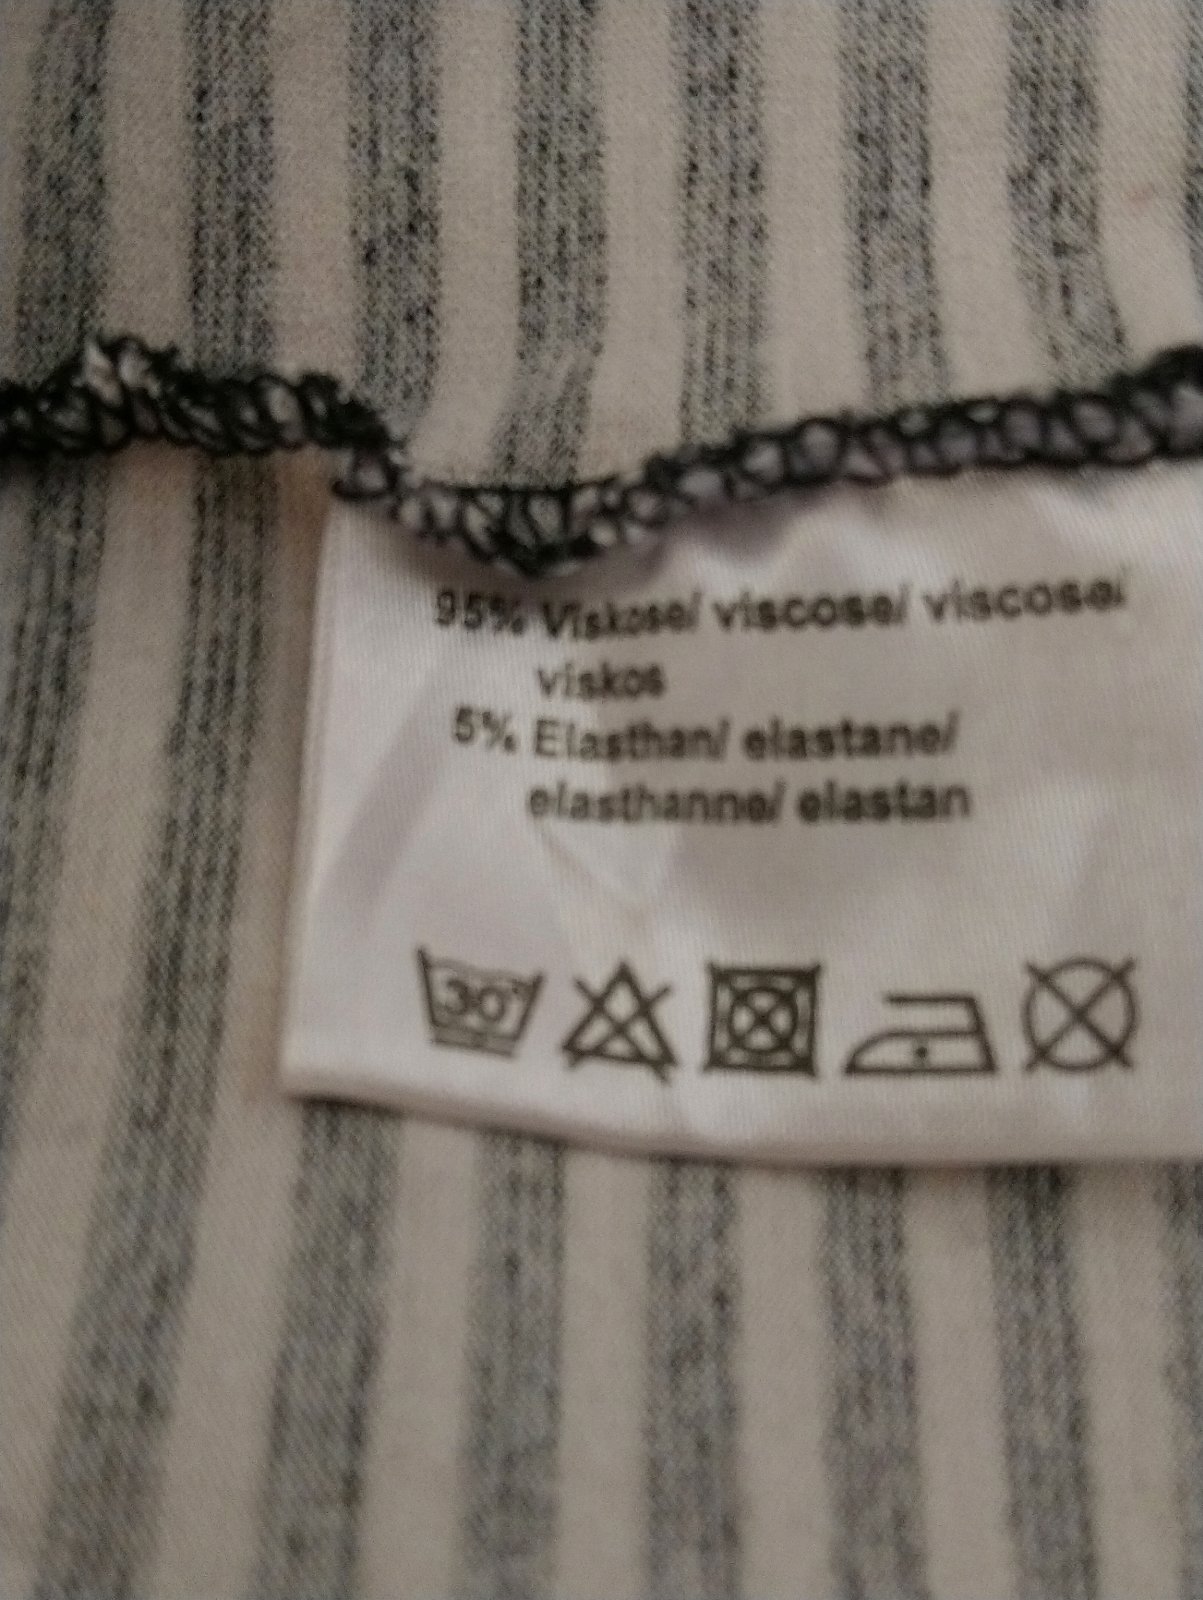 95% Viskose/ viscose/ viscose/
viskos
5% Elasthan/ elastane/
elasthanne/ elastan
30°